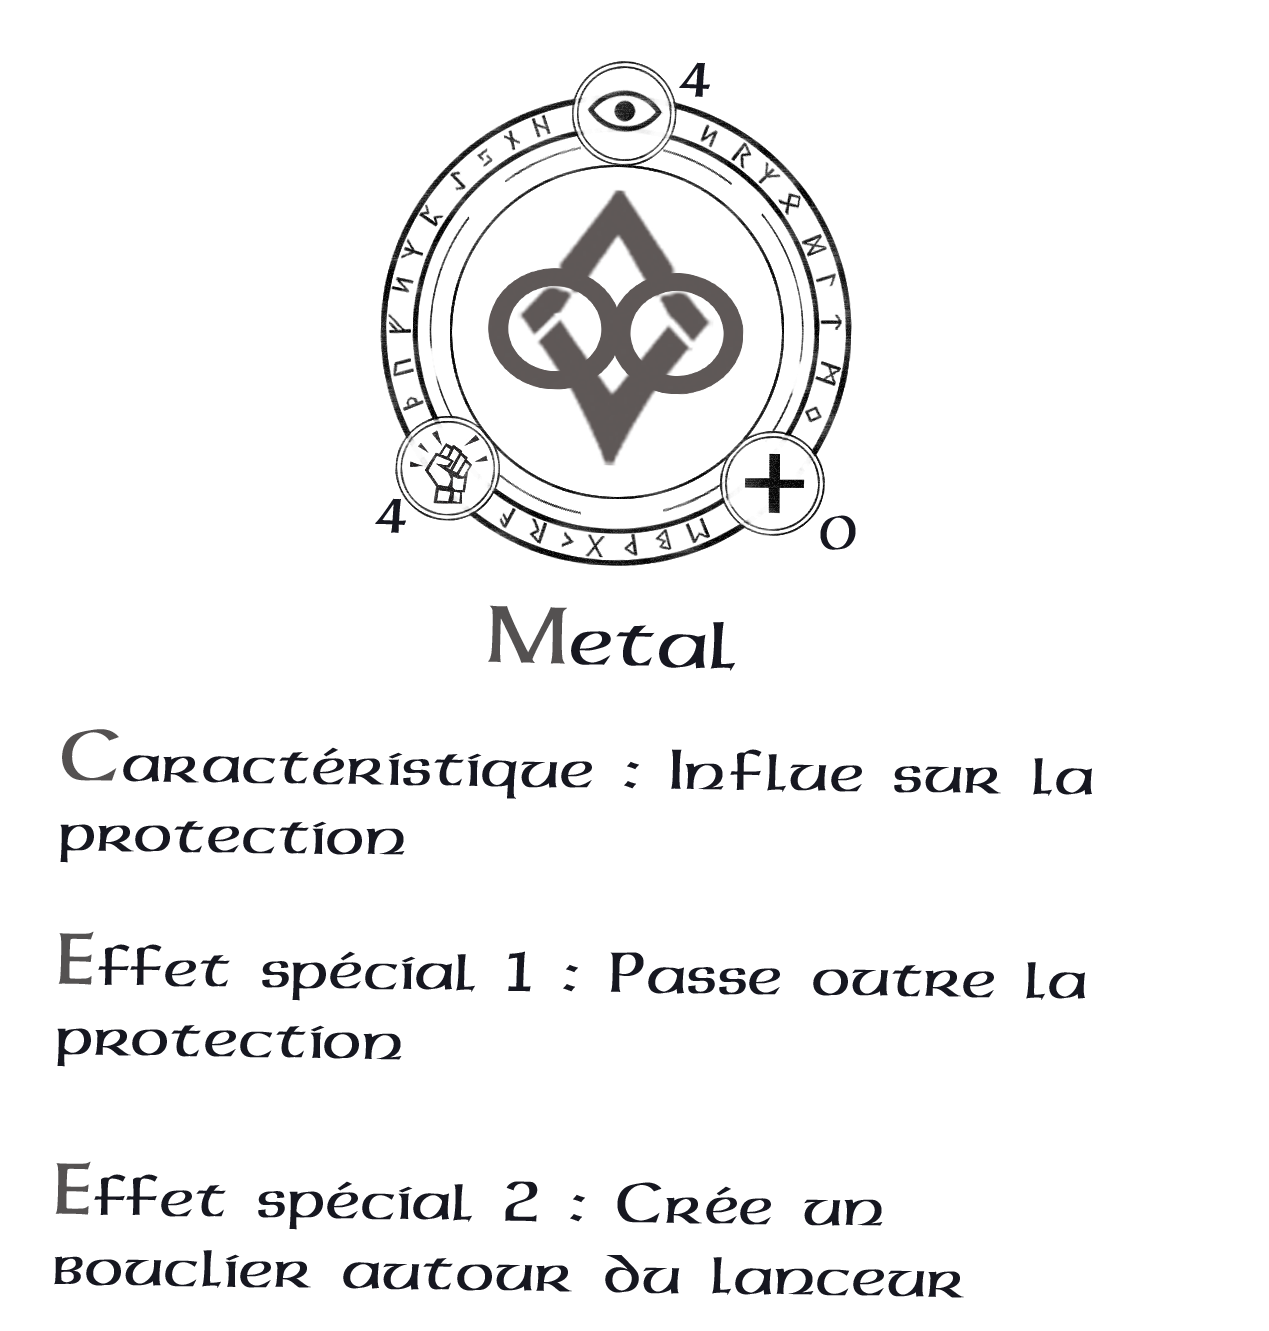 4
4
0
Metal
Caractéristique : Influe sur la
protection
Effet spécial 1 : Passe outre la
protection
Effet spécial 2 : Crée un
bouclier autour du lanceur